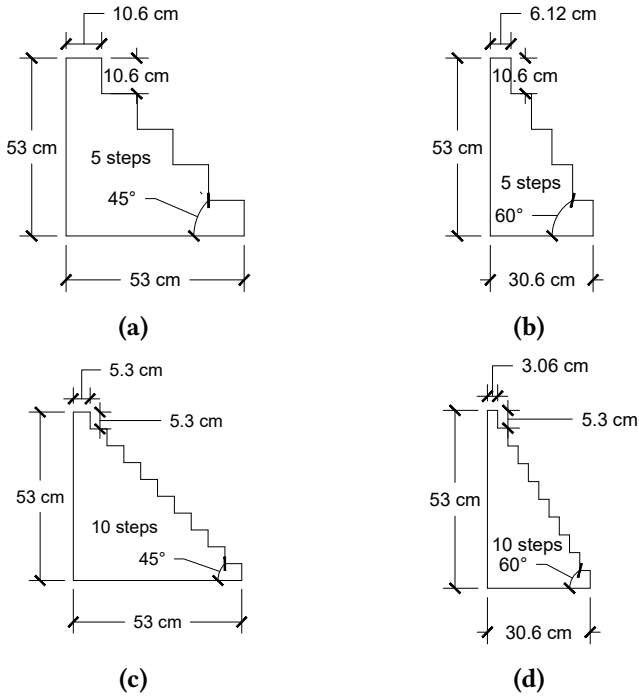 10.6 cm
10.6 cm
53 cm
5 steps
45°
53 cm
(a)
6.12 cm
10.6 cm
53 cm
5 steps
60°
30.6 cm
(b)
5.3 cm
5.3 cm
53 cm
10 steps
45°
53 cm
(c)
3.06 cm
5.3 cm
53 cm
10 steps
60°
30.6 cm
(d)